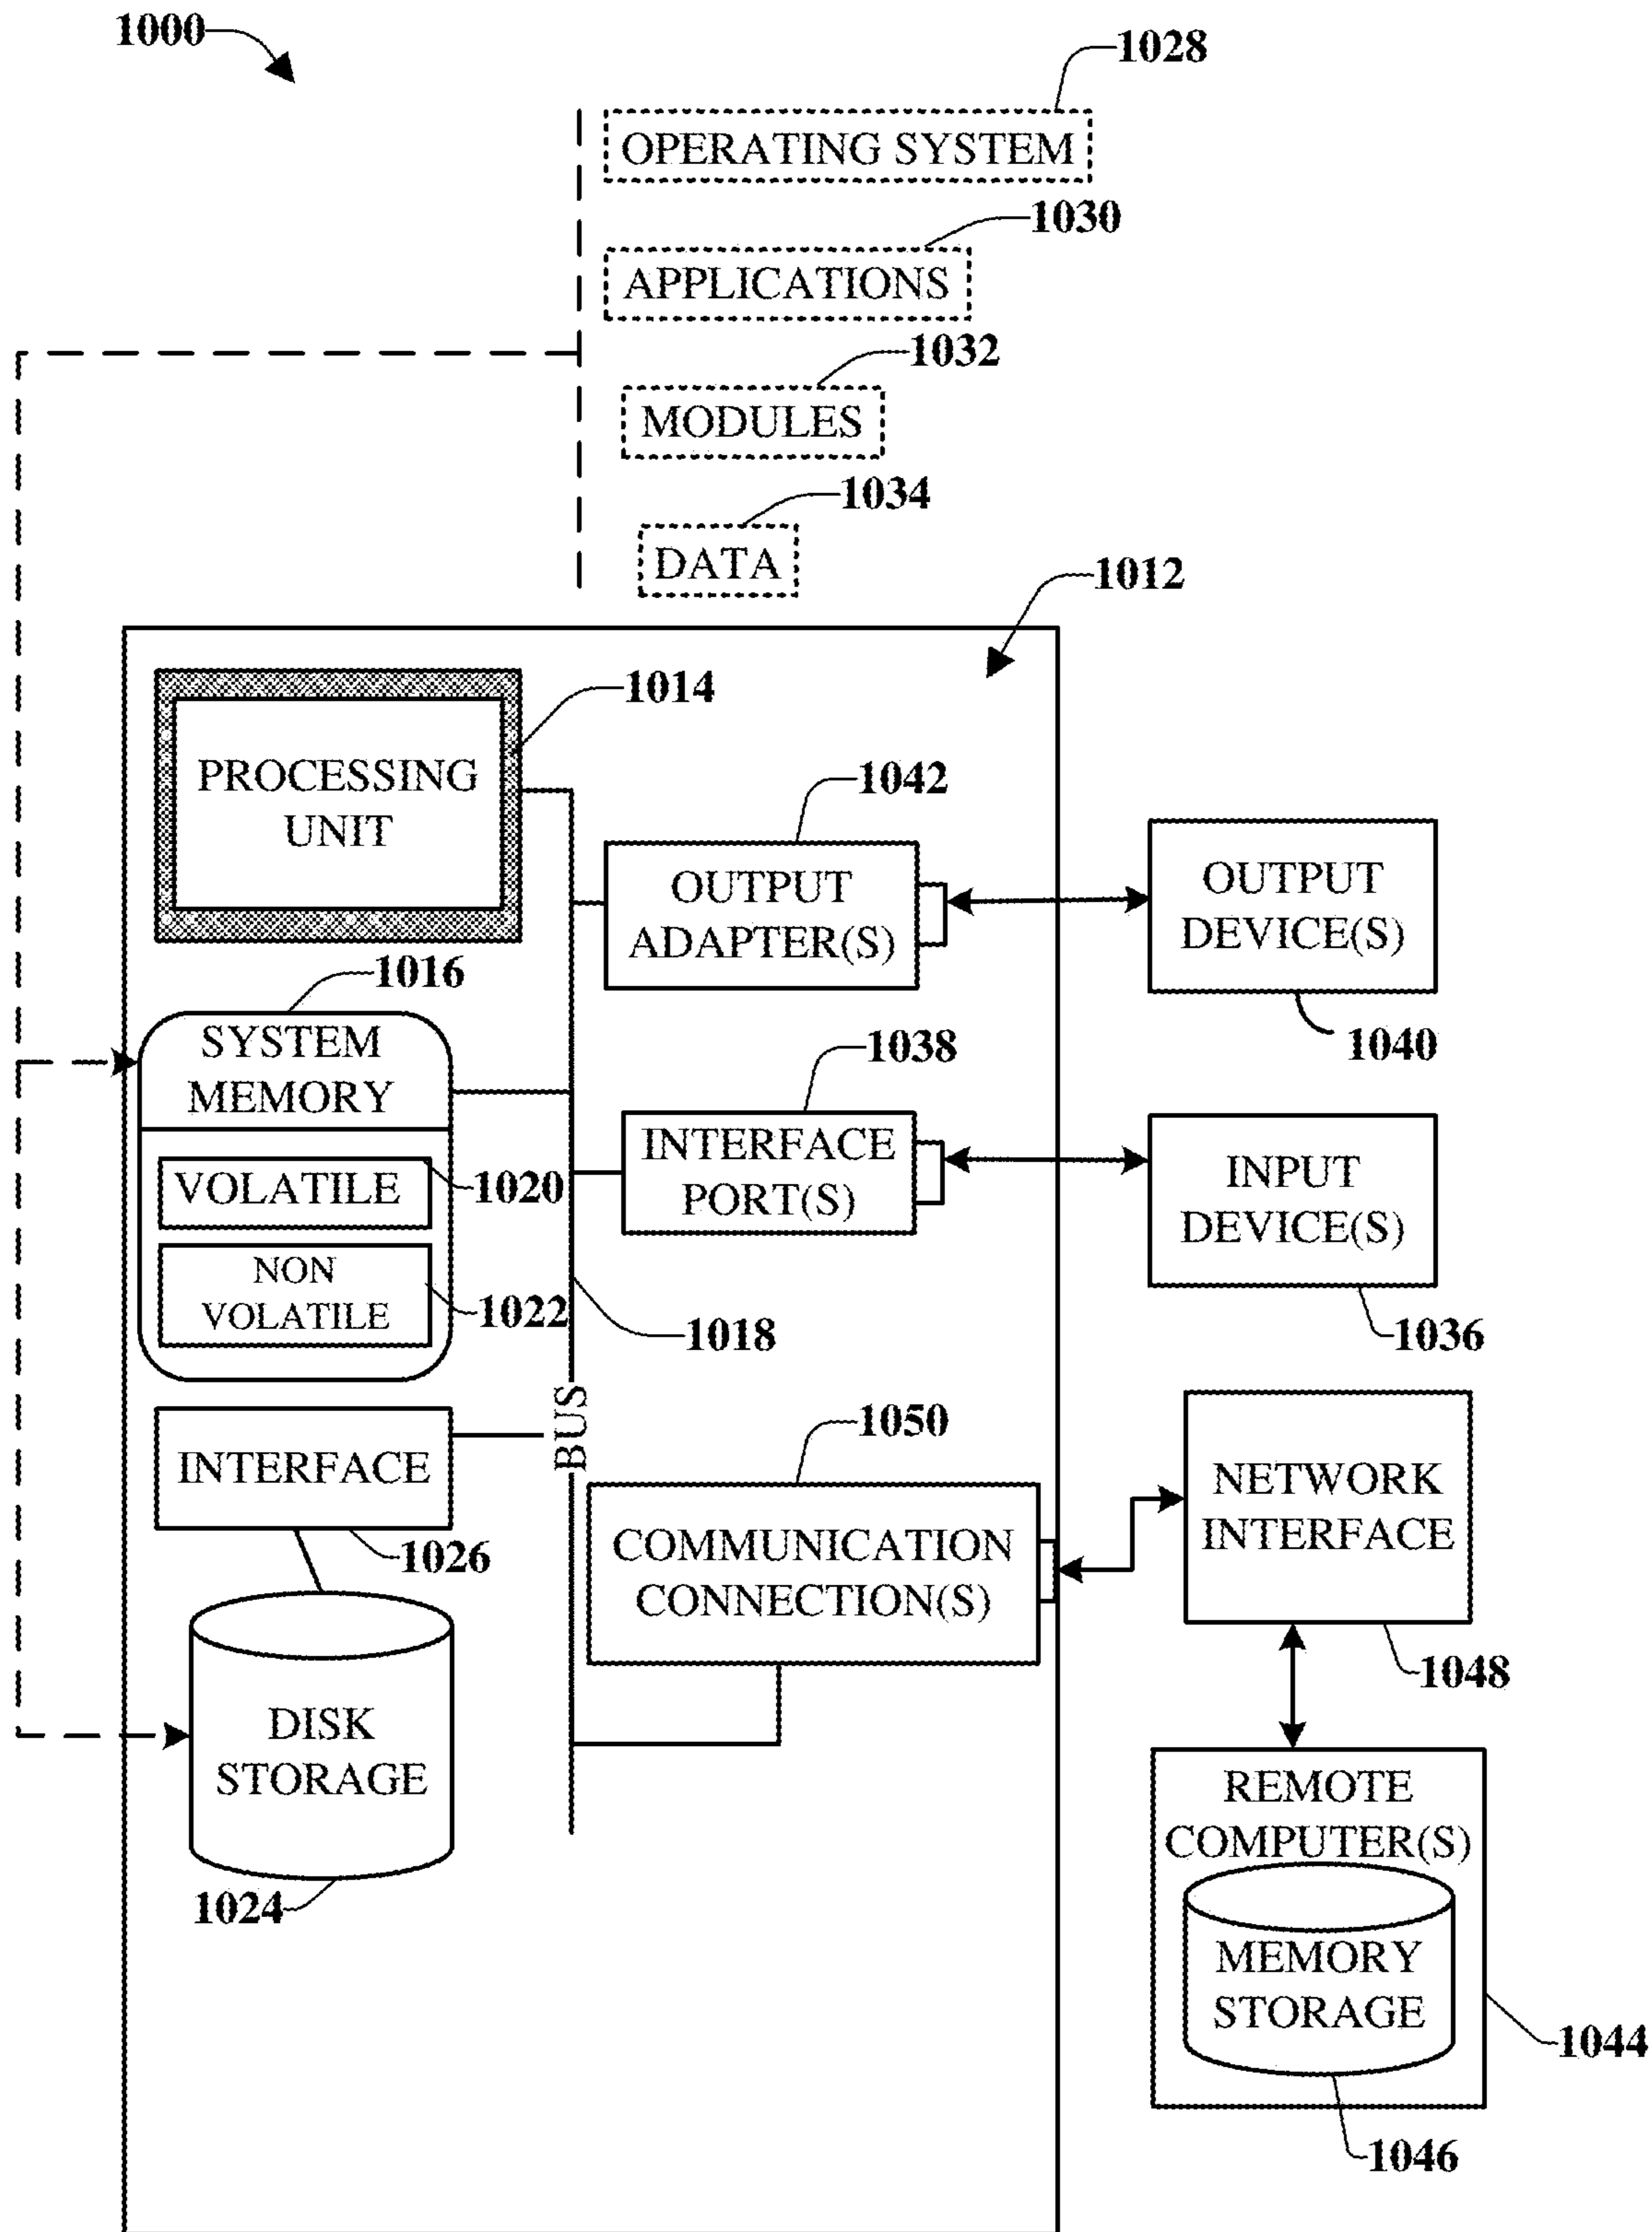 1000
1028
OPERATING SYSTEM
1030
APPLICATIONS
1032
MODULES
1034
DATA
1012
1014
PROCESSING
UNIT
1042
OUTPUT
ADAPTER(S)
OUTPUT
DEVICE(S)
1040
1016
SYSTEM
MEMORY
VOLATILE
1020
NON
VOLATILE
1022
1038
INTERFACE
PORT(S)
INPUT
DEVICE(S)
1036
1018
BUS
INTERFACE
1026
1050
COMMUNICATION
CONNECTION(S)
NETWORK
INTERFACE
1048
DISK
STORAGE
1024
REMOTE
COMPUTER(S)
MEMORY
STORAGE
1044
1046